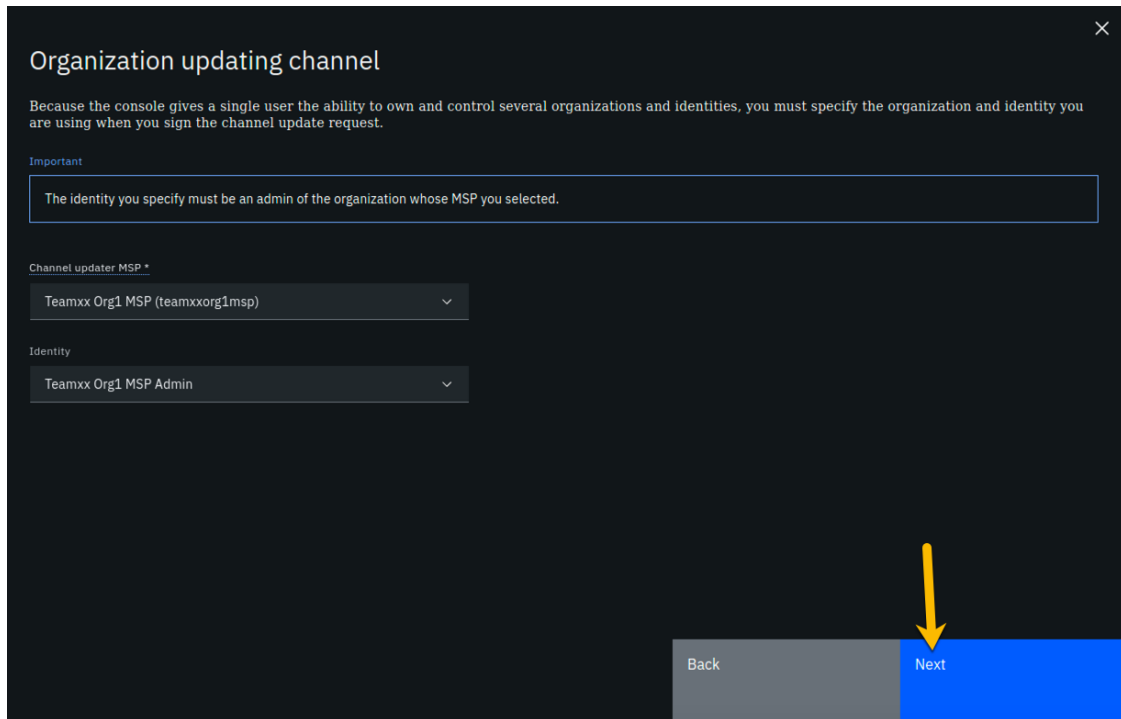 Organization updating channel
Because the console gives a single user the ability to own and control several organizations and identities, you must specify the organization and identity you
are using when you sign the channel update request.
Important
The identity you specify must be an admin of the organization whose MSP you selected.
Channel updater MSP *
Teamxx Org1 MSP (teamxxorg1msp)
Identity
Teamxx Org1 MSP Admin
Back
Next